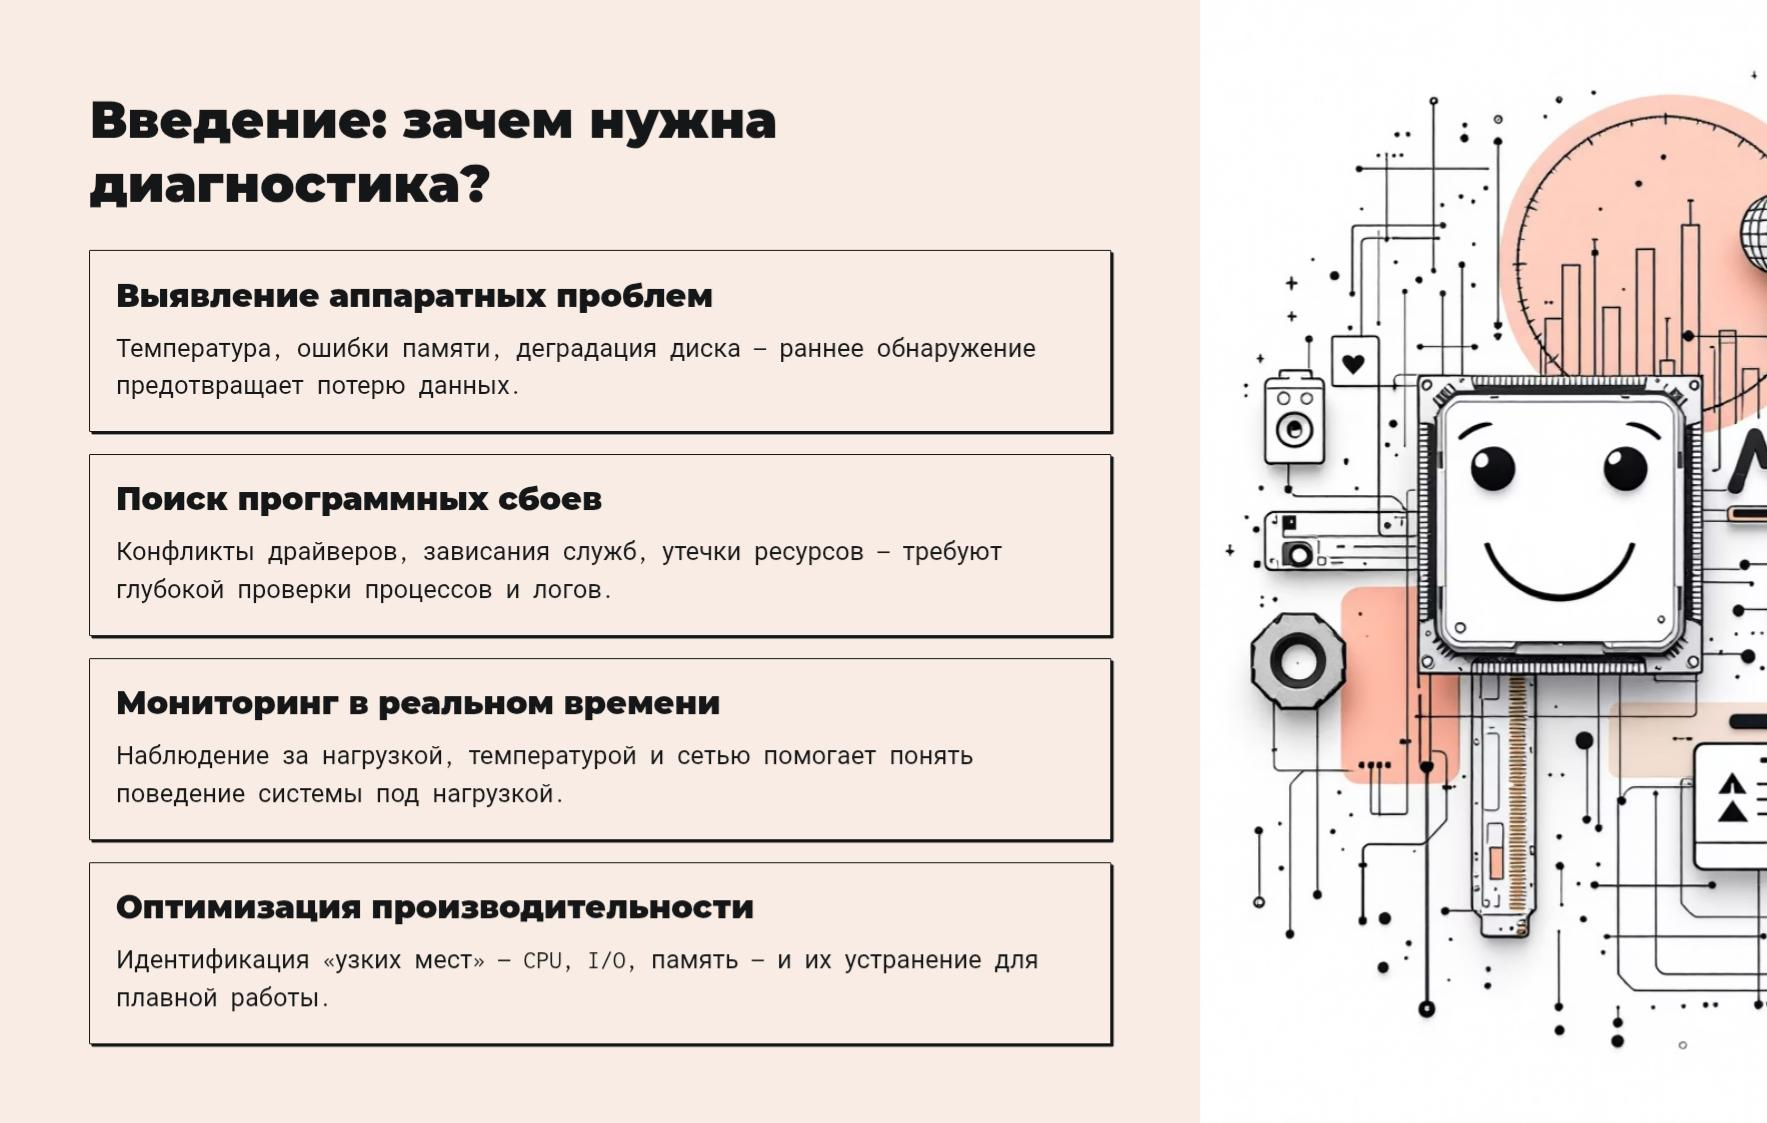 Введение: зачем нужна
диагностика?
Выявление аппаратных проблем
Температура, ошибки памяти, деградация диска — раннее обнаружение
предотвращает потерю данных.
Поиск программных сбоев
Конфликты драйверов, зависания служб, утечки ресурсов — требуют
глубокой проверки процессов и логов.
Мониторинг в реальном времени
Наблюдение за нагрузкой, температурой и сетью помогает понять
поведение системы под нагрузкой.
Оптимизация производительности
Идентификация «узких мест» — CPU, I/O, память — и их устранение для
плавной работы.